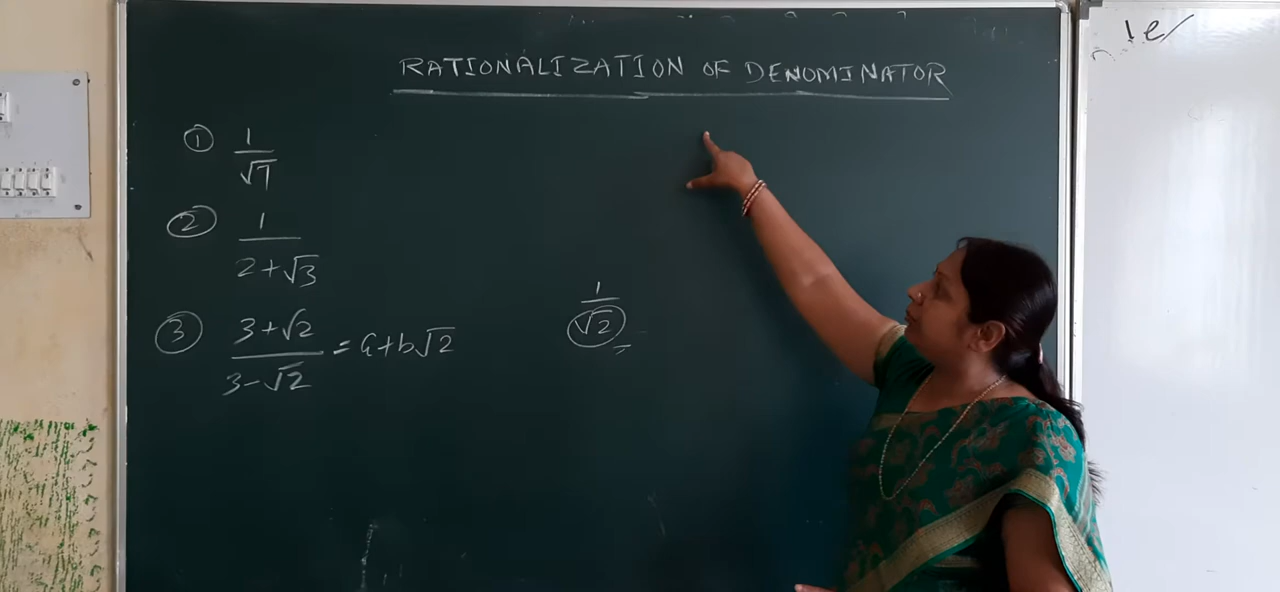 RATIONALIZATION OF DENOMINATOR
① 1/√7
② 1/(2+√3)
③ (3+√2)/(3-√2) = a+b√2
1/√2